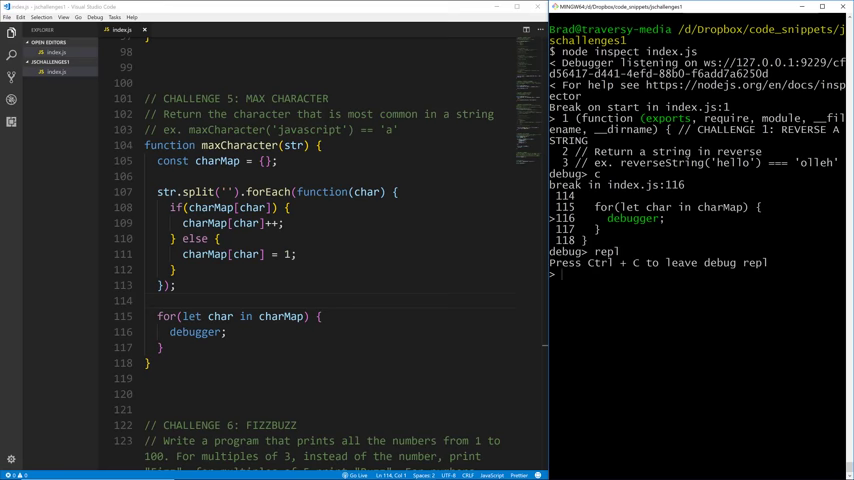 index.js - jschallenges1 - Visual Studio Code
File Edit Selection View Go Debug Tasks Help
EXPLORER
OPEN EDITORS
index.js
JSCHALLENGES1
index.js
index.js
97 }
98
99
100
101 // CHALLENGE 5: MAX CHARACTER
102 // Return the character that is most common in a string
103 // ex. maxCharacter('javascript') == 'a'
104 function maxCharacter(str) {
105 const charMap = {};
106
107 str.split('').forEach(function(char) {
108 if(charMap[char]) {
109 charMap[char]++;
110 } else {
111 charMap[char] = 1;
112 }
113 });
114
115 for(let char in charMap) {
116 debugger;
117 }
118 }
119
120
121
122 // CHALLENGE 6: FIZZBUZZ
123 // Write a program that prints all the numbers from 1 to
100. For multiples of 3, instead of the number, print
0 0
Go Live
Ln 114, Col 1
Spaces: 2
UTF-8
CRLF
JavaScript
Prettier
MINGW64:/d/Dropbox/code_snippets/jschallenges1
Brad@traversy-media /d/Dropbox/code_snippets/j
schallenges1
$ node inspect index.js
< Debugger listening on ws://127.0.0.1:9229/cf
d56417-d441-4efd-88b0-f6add7a6250d
< For help see https://nodejs.org/en/docs/insp
ector
Break on start in index.js:1
> 1 (function (exports, require, module, __fil
ename, __dirname) { // CHALLENGE 1: REVERSE A
STRING
2 // Return a string in reverse
3 // ex. reverseString('hello') === 'olleh'
debug> c
break in index.js:116
114
115 for(let char in charMap) {
>116 debugger;
117 }
118 }
debug> repl
Press Ctrl + C to leave debug repl
>